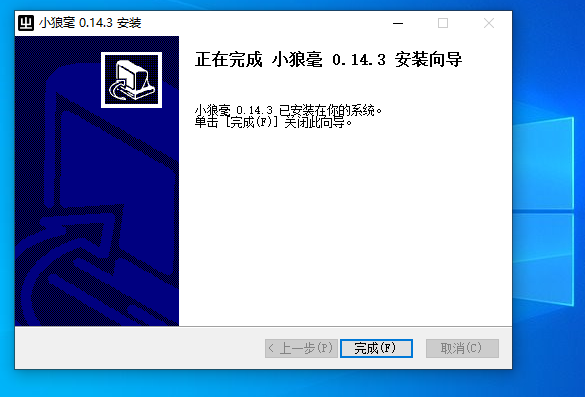 小狼毫 0.14.3 安装
正在完成 小狼毫 0.14.3 安装向导
小狼毫 0.14.3 已安装在你的系统。
单击 [完成(F)] 关闭此向导。
< 上一步(P)
完成(F)
取消(C)